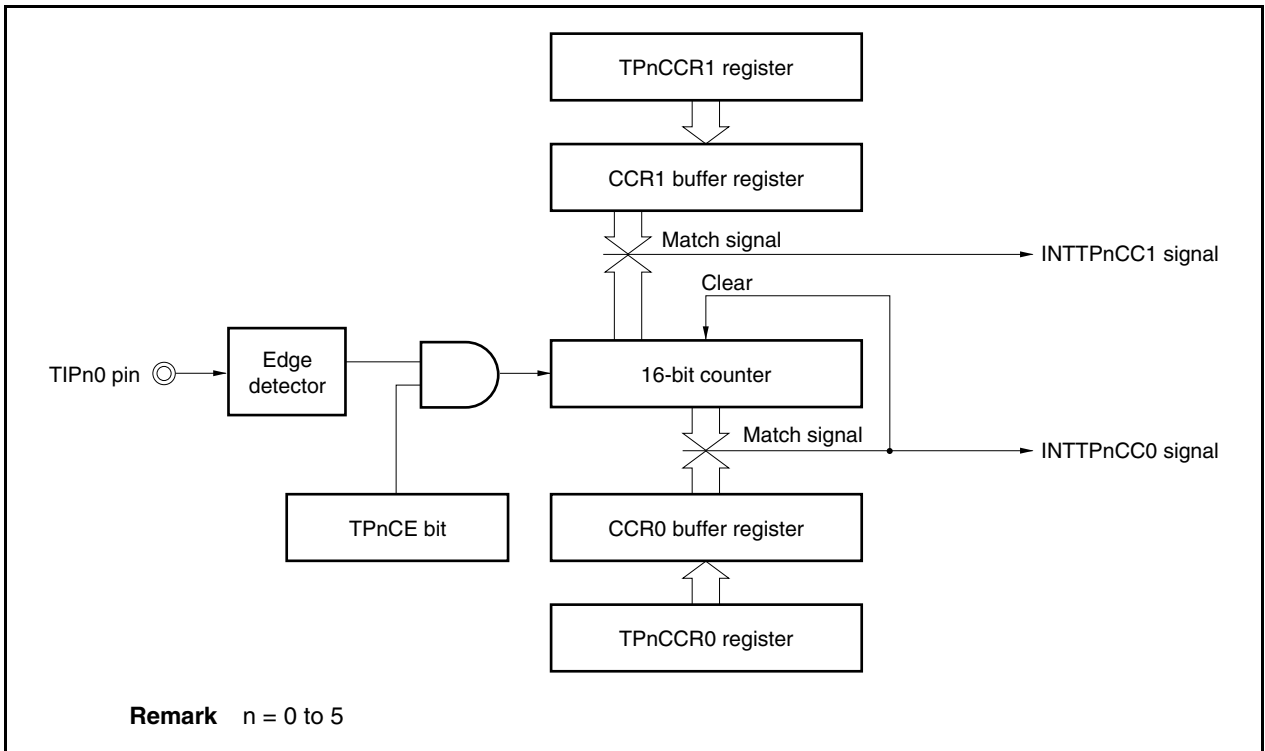 TPnCCR1 register
CCR1 buffer register
Match signal
INTTPnCC1 signal
Clear
TIPn0 pin
Edge
detector
16-bit counter
Match signal
INTTPnCC0 signal
TPnCE bit
CCR0 buffer register
TPnCCR0 register
Remark n = 0 to 5